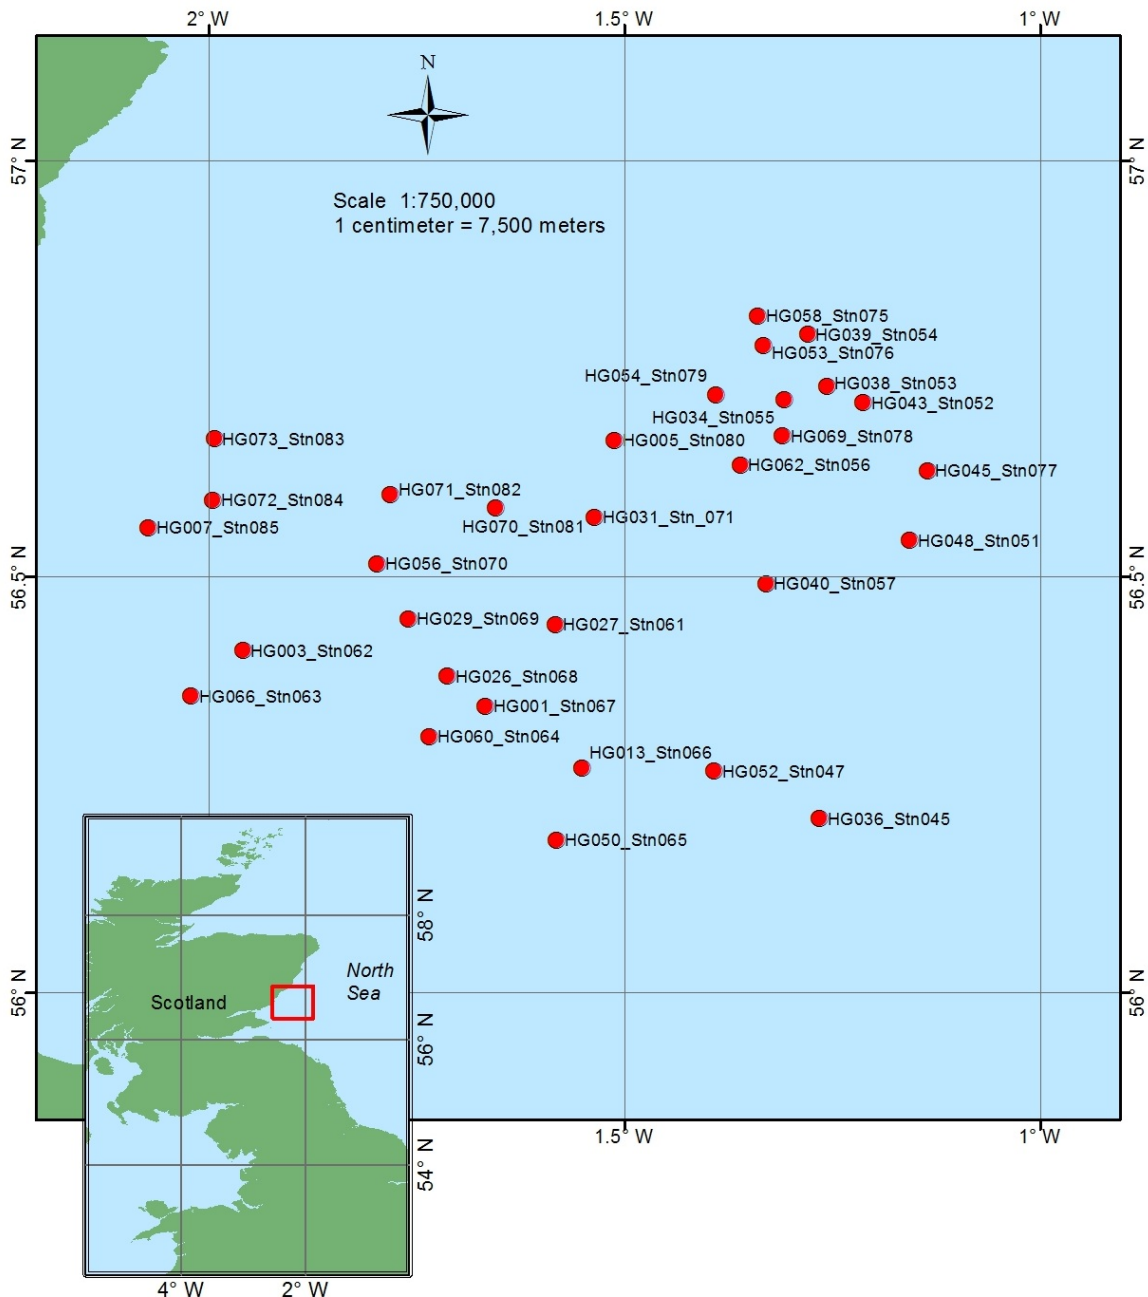 2° W
1.5° W
1° W
N
57° N
57° N
Scale 1:750,000
1 centimeter = 7,500 meters
HG058_Stn075
HG039_Stn054
HG053_Stn076
HG054_Stn079
HG038_Stn053
HG043_Stn052
HG034_Stn055
HG073_Stn083
HG005_Stn080
HG069_Stn078
HG062_Stn056
HG045_Stn077
HG071_Stn082
HG072_Stn084
HG070_Stn081
HG031_Stn_071
HG007_Stn085
HG048_Stn051
HG056_Stn070
56.5° N
56.5° N
HG040_Stn057
HG029_Stn069
HG027_Stn061
HG003_Stn062
HG026_Stn068
HG066_Stn063
HG001_Stn067
HG060_Stn064
HG013_Stn066
HG052_Stn047
HG036_Stn045
HG050_Stn065
58° N
North
Sea
Scotland
56° N
56° N
56° N
54° N
1.5° W
1° W
4° W
2° W